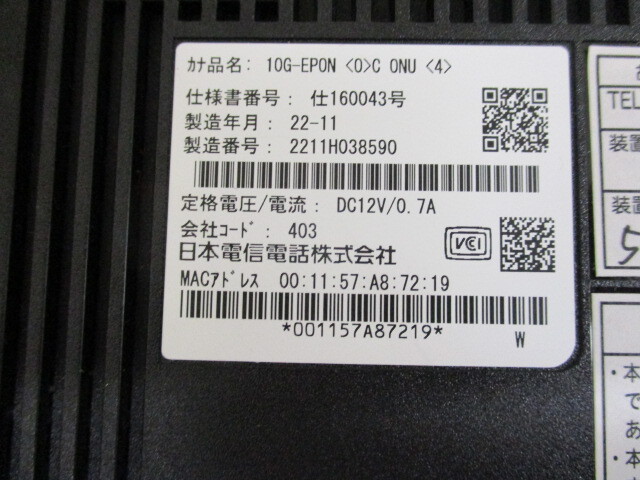 ｶﾅ品名: 10G-EPON <O>C ONU <4>
仕様書番号: 仕160043号
製造年月: 22-11
製造番号: 2211H038590
定格電圧/電流: DC12V/0.7A
会社ｺｰﾄﾞ: 403
日本電信電話株式会社
VCI
MACｱﾄﾞﾚｽ 00:11:57:A8:72:19
*001157A87219*
W
TEL
装置
装置
・本
で
あ
・本